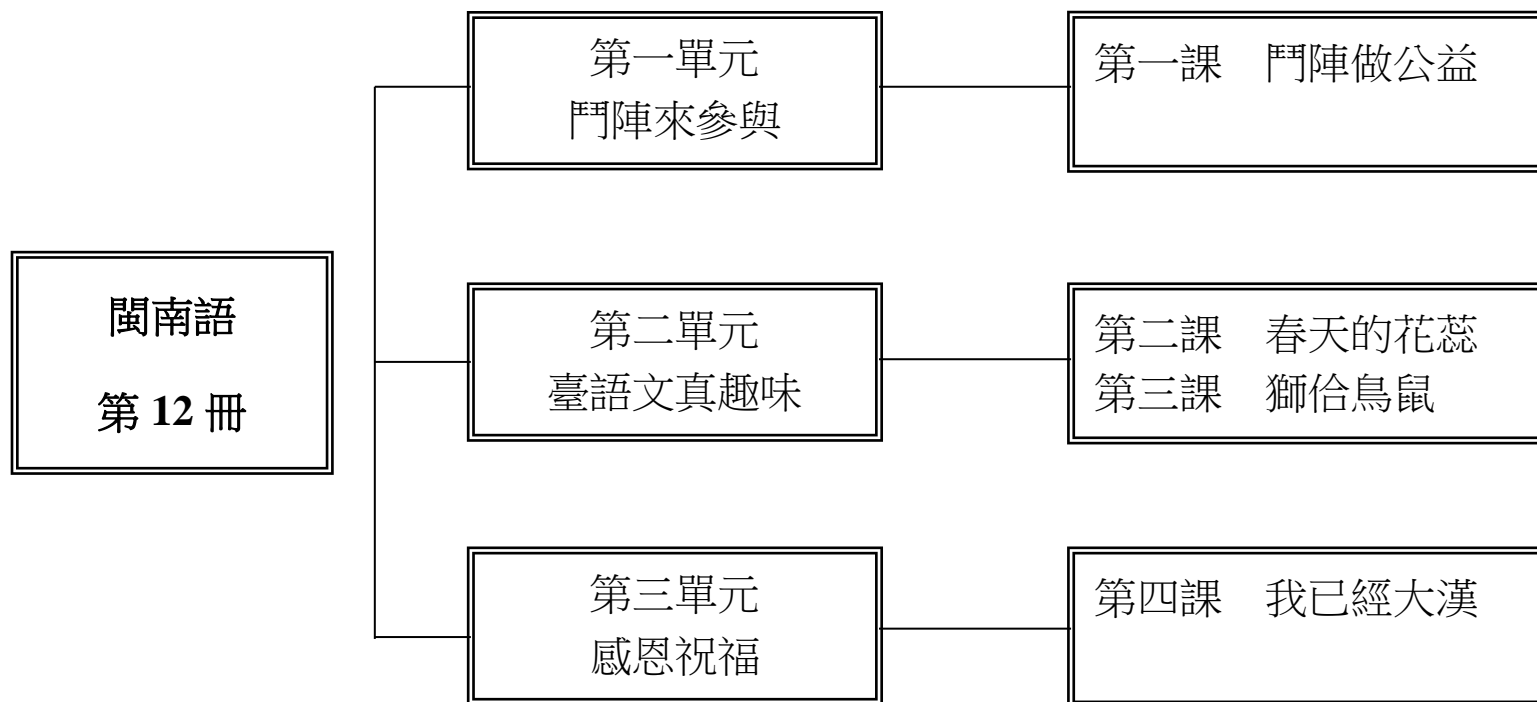 閩南語
第 12 冊
第一單元
鬥陣來參與
第一課　鬥陣做公益
第二單元
臺語文真趣味
第二課　春天的花蕊
第三課　獅佮鳥鼠
第三單元
感恩祝福
第四課　我已經大漢